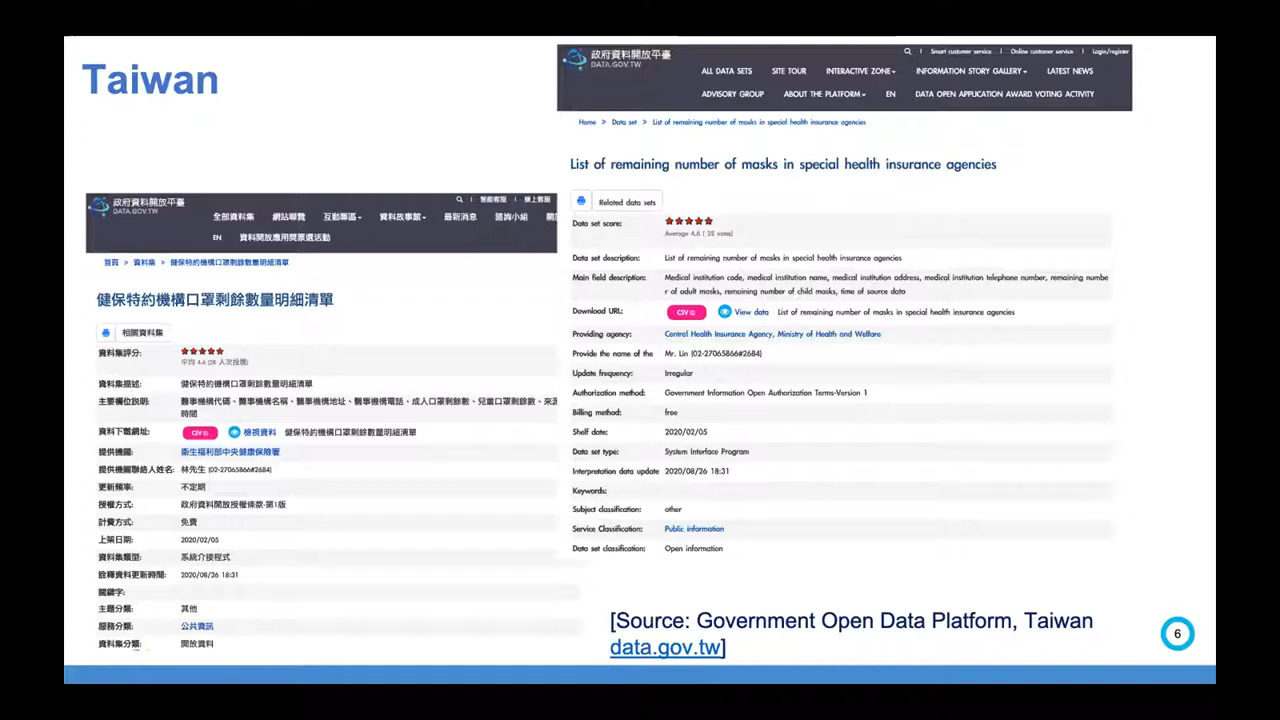 Taiwan
政府資料開放平臺
DATA.GOV.TW
全部資料集 網站導覽 互動專區 資料故事館 最新消息 諮詢小組
EN 資料開放應用獎票選活動
首頁 » 資料集 » 健保特約機構口罩剩餘數量明細清單
健保特約機構口罩剩餘數量明細清單
相關資料集
資料集評分:
平均 4.6 (28 人次投票)
資料集描述: 健保特約機構口罩剩餘數量明細清單
主要欄位說明: 醫事機構代碼、醫事機構名稱、醫事機構地址、醫事機構電話、成人口罩剩餘數、兒童口罩剩餘數、來源
時間
資料下載網址: CSV 檢視資料 健保特約機構口罩剩餘數量明細清單
提供機關: 衛生福利部中央健康保險署
提供機關聯絡人姓名: 林先生 (02-27065866#2684)
更新頻率: 不定期
授權方式: 政府資料開放授權條款-第1版
計費方式: 免費
上架日期: 2020/02/05
資料集類型: 系統介接程式
詮釋資料更新時間: 2020/08/26 18:31
關鍵字:
主題分類: 其他
服務分類: 公共資訊
資料集分類: 開放資料
政府資料開放平臺
DATA.GOV.TW
Smart customer service | Online customer service | Login/register
ALL DATA SETS SITE TOUR INTERACTIVE ZONE INFORMATION STORY GALLERY LATEST NEWS
ADVISORY GROUP ABOUT THE PLATFORM EN DATA OPEN APPLICATION AWARD VOTING ACTIVITY
Home » Data set » List of remaining number of masks in special health insurance agencies
List of remaining number of masks in special health insurance agencies
Related data sets
Data set score:
Average 4.6 ( 28 votes)
Data set description: List of remaining number of masks in special health insurance agencies
Main field description: Medical institution code, medical institution name, medical institution address, medical institution telephone number, remaining numbe
r of adult masks, remaining number of child masks, time of source data
Download URL: CSV View data List of remaining number of masks in special health insurance agencies
Providing agency: Central Health Insurance Agency, Ministry of Health and Welfare
Provide the name of the Mr. Lin (02-27065866#2684)
Update frequency: Irregular
Authorization method: Government Information Open Authorization Terms-Version 1
Billing method: free
Shelf date: 2020/02/05
Data set type: System Interface Program
Interpretation data update 2020/08/26 18:31
Keywords:
Subject classification: other
Service Classification: Public information
Data set classification: Open information
[Source: Government Open Data Platform, Taiwan
data.gov.tw]
6